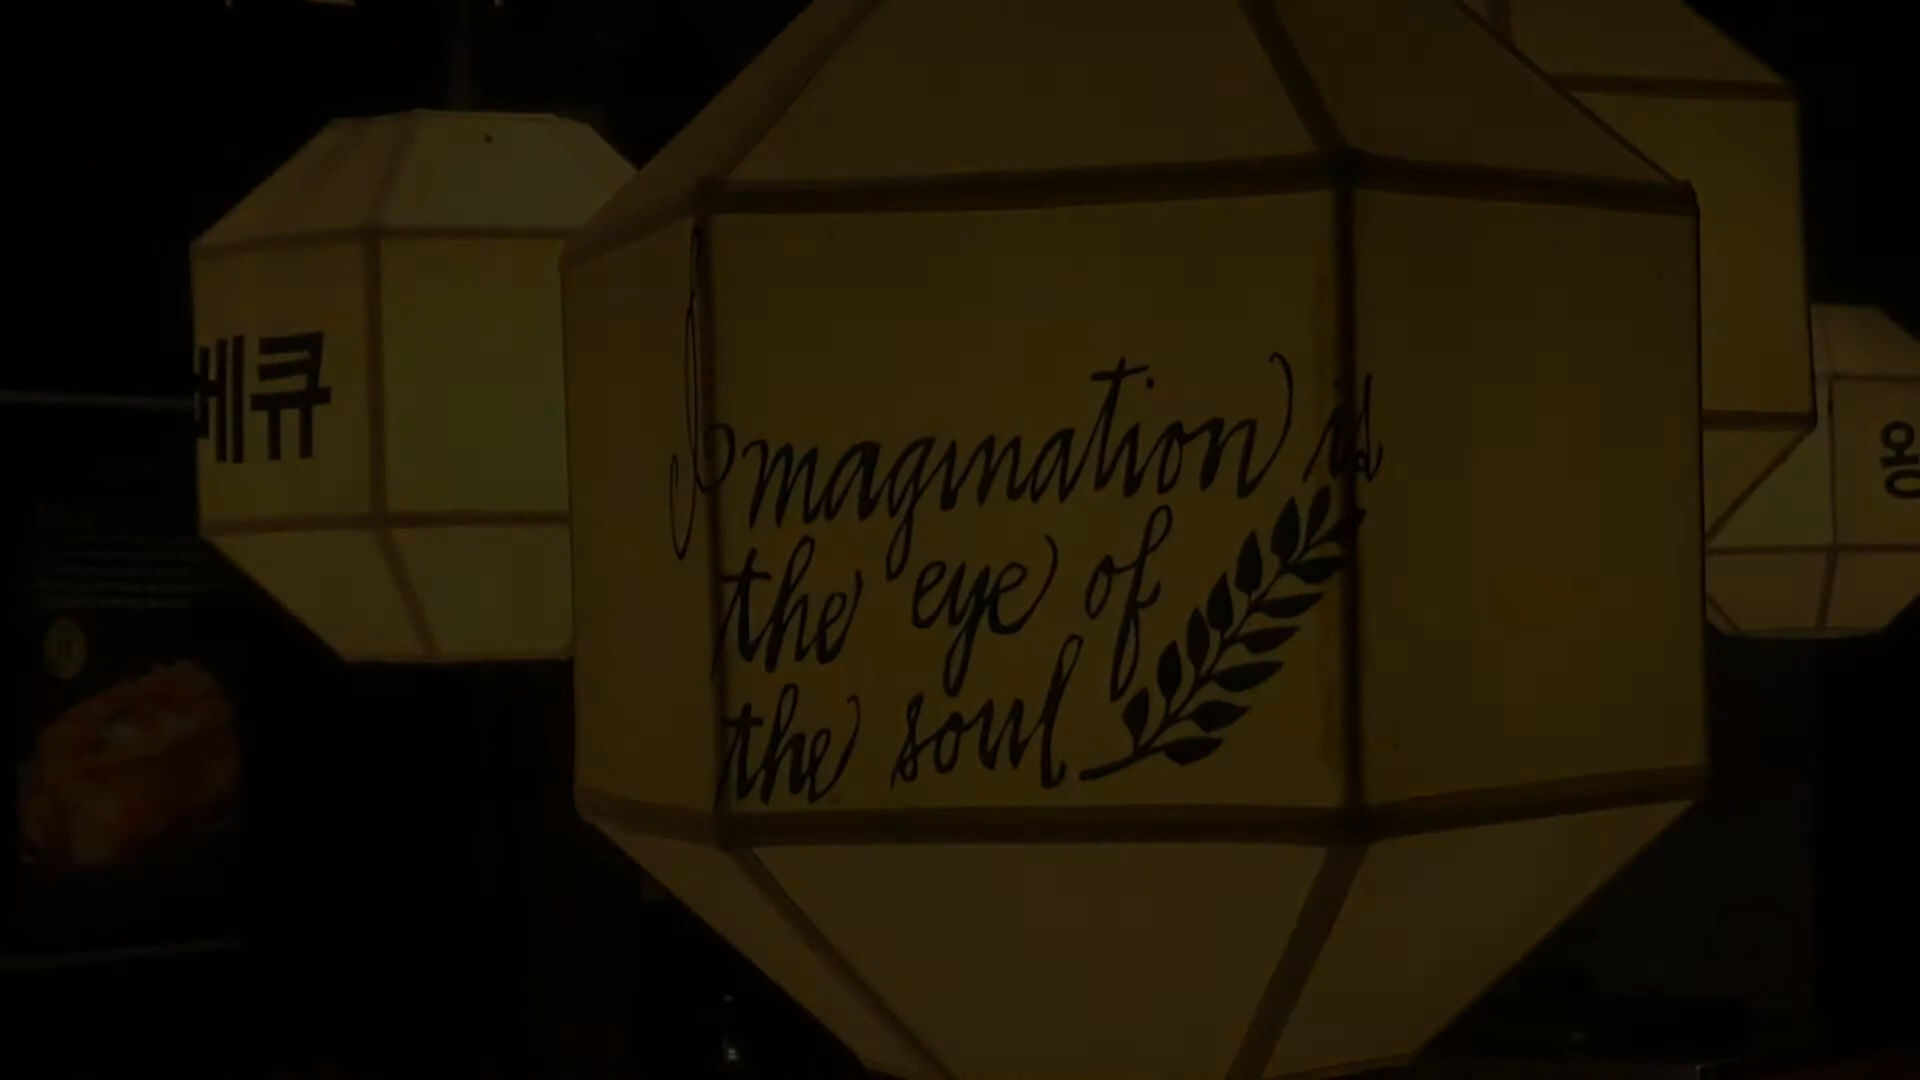 베큐
Imagination is
the eye of
the soul
옹